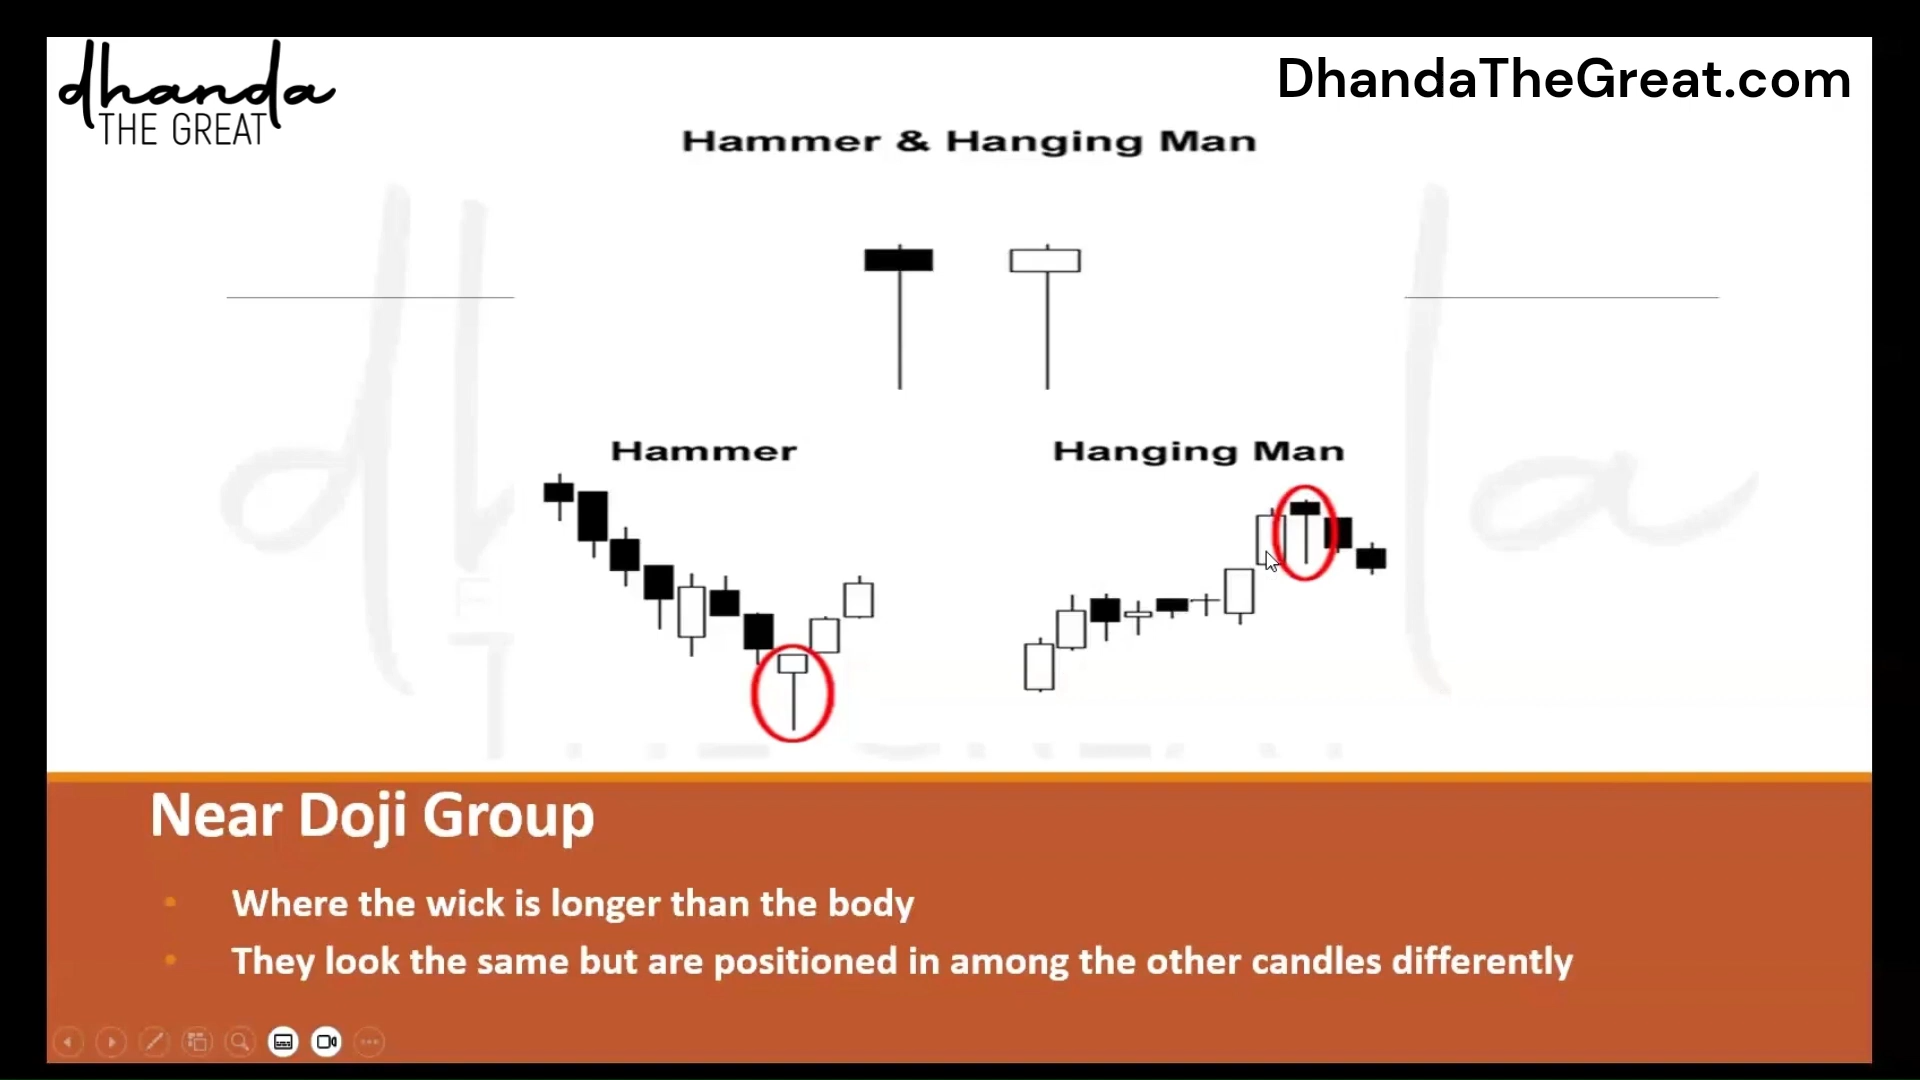 dhanda
THE GREAT
DhandaTheGreat.com
Hammer & Hanging Man
Hammer
Hanging Man
Near Doji Group
• Where the wick is longer than the body
• They look the same but are positioned in among the other candles differently